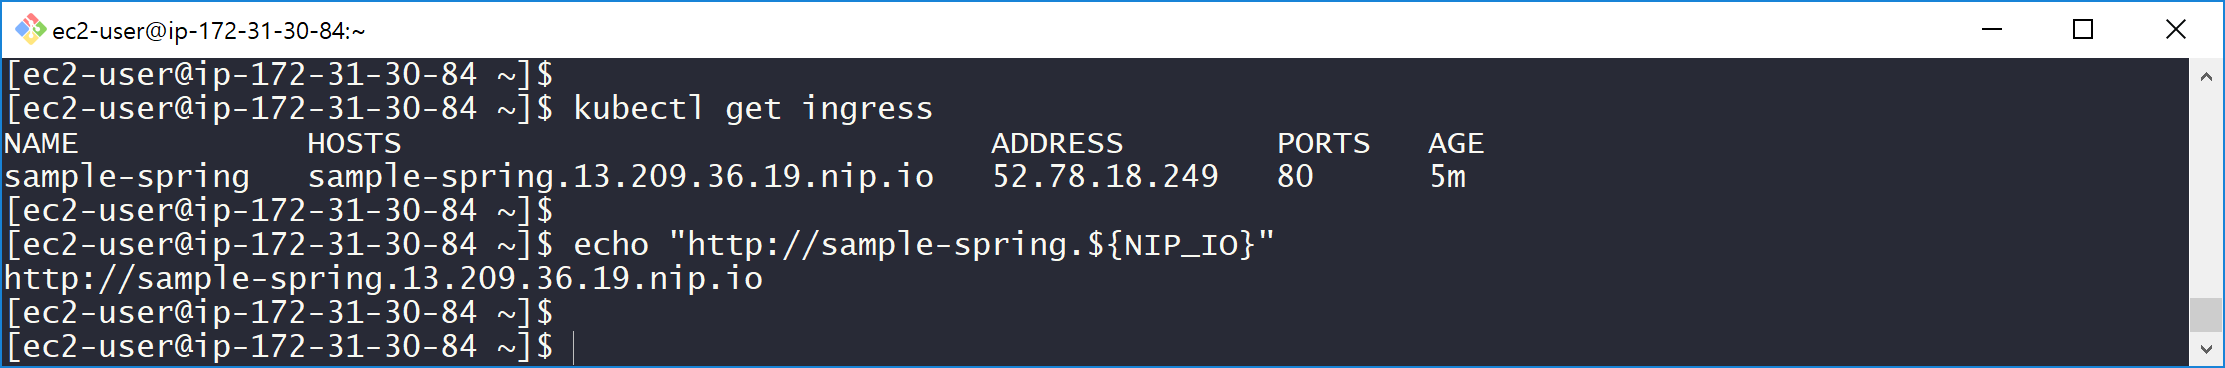 ec2-user@ip-172-31-30-84:~
[ec2-user@ip-172-31-30-84 ~]$
[ec2-user@ip-172-31-30-84 ~]$ kubectl get ingress
NAME            HOSTS                               ADDRESS        PORTS   AGE
sample-spring   sample-spring.13.209.36.19.nip.io   52.78.18.249   80      5m
[ec2-user@ip-172-31-30-84 ~]$
[ec2-user@ip-172-31-30-84 ~]$ echo "http://sample-spring.${NIP_IO}"
http://sample-spring.13.209.36.19.nip.io
[ec2-user@ip-172-31-30-84 ~]$
[ec2-user@ip-172-31-30-84 ~]$